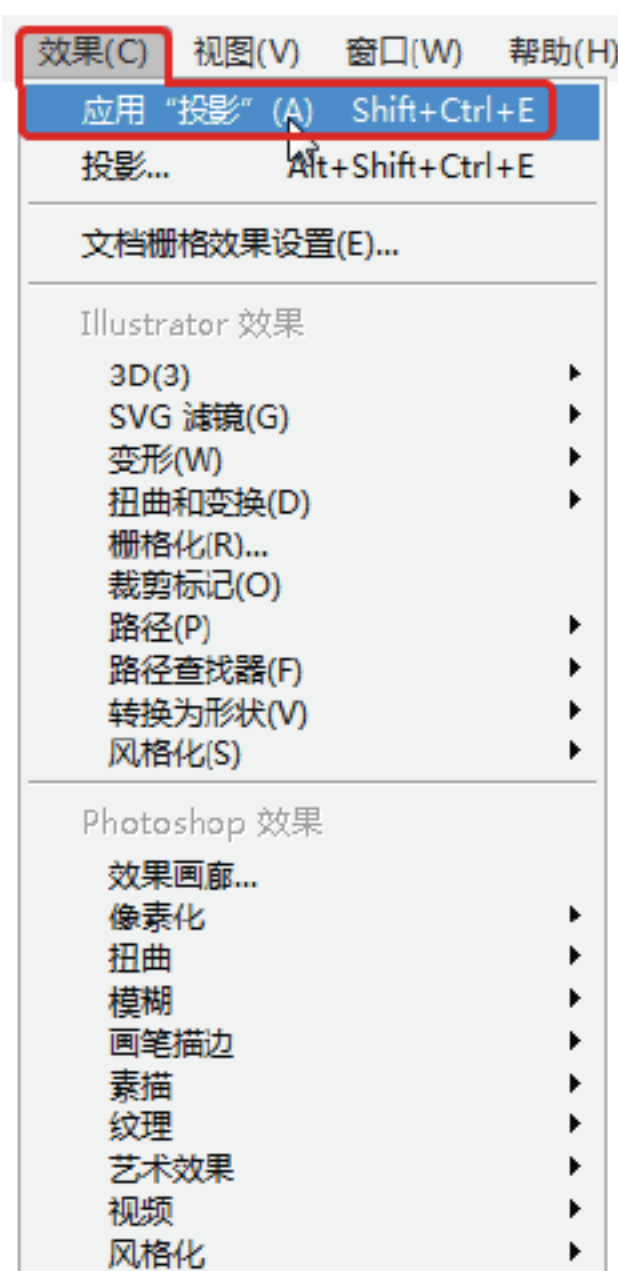 效果(C) 视图(V) 窗口(W) 帮助(H)
应用“投影”(A) Shift+Ctrl+E
投影... Alt+Shift+Ctrl+E
文档栅格效果设置(E)...
Illustrator 效果
3D(3)
SVG 滤镜(G)
变形(W)
扭曲和变换(D)
栅格化(R)...
裁剪标记(O)
路径(P)
路径查找器(F)
转换为形状(V)
风格化(S)
Photoshop 效果
效果画廊...
像素化
扭曲
模糊
画笔描边
素描
纹理
艺术效果
视频
风格化